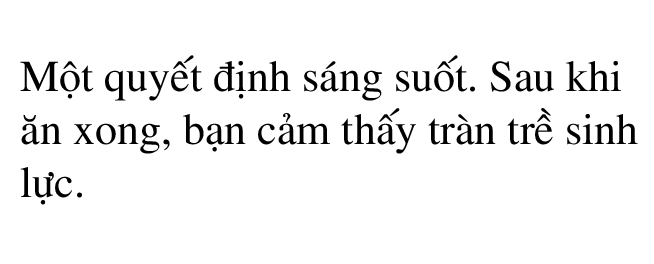 Một quyết định sáng suốt. Sau khi
ăn xong, bạn cảm thấy tràn trề sinh
lực.